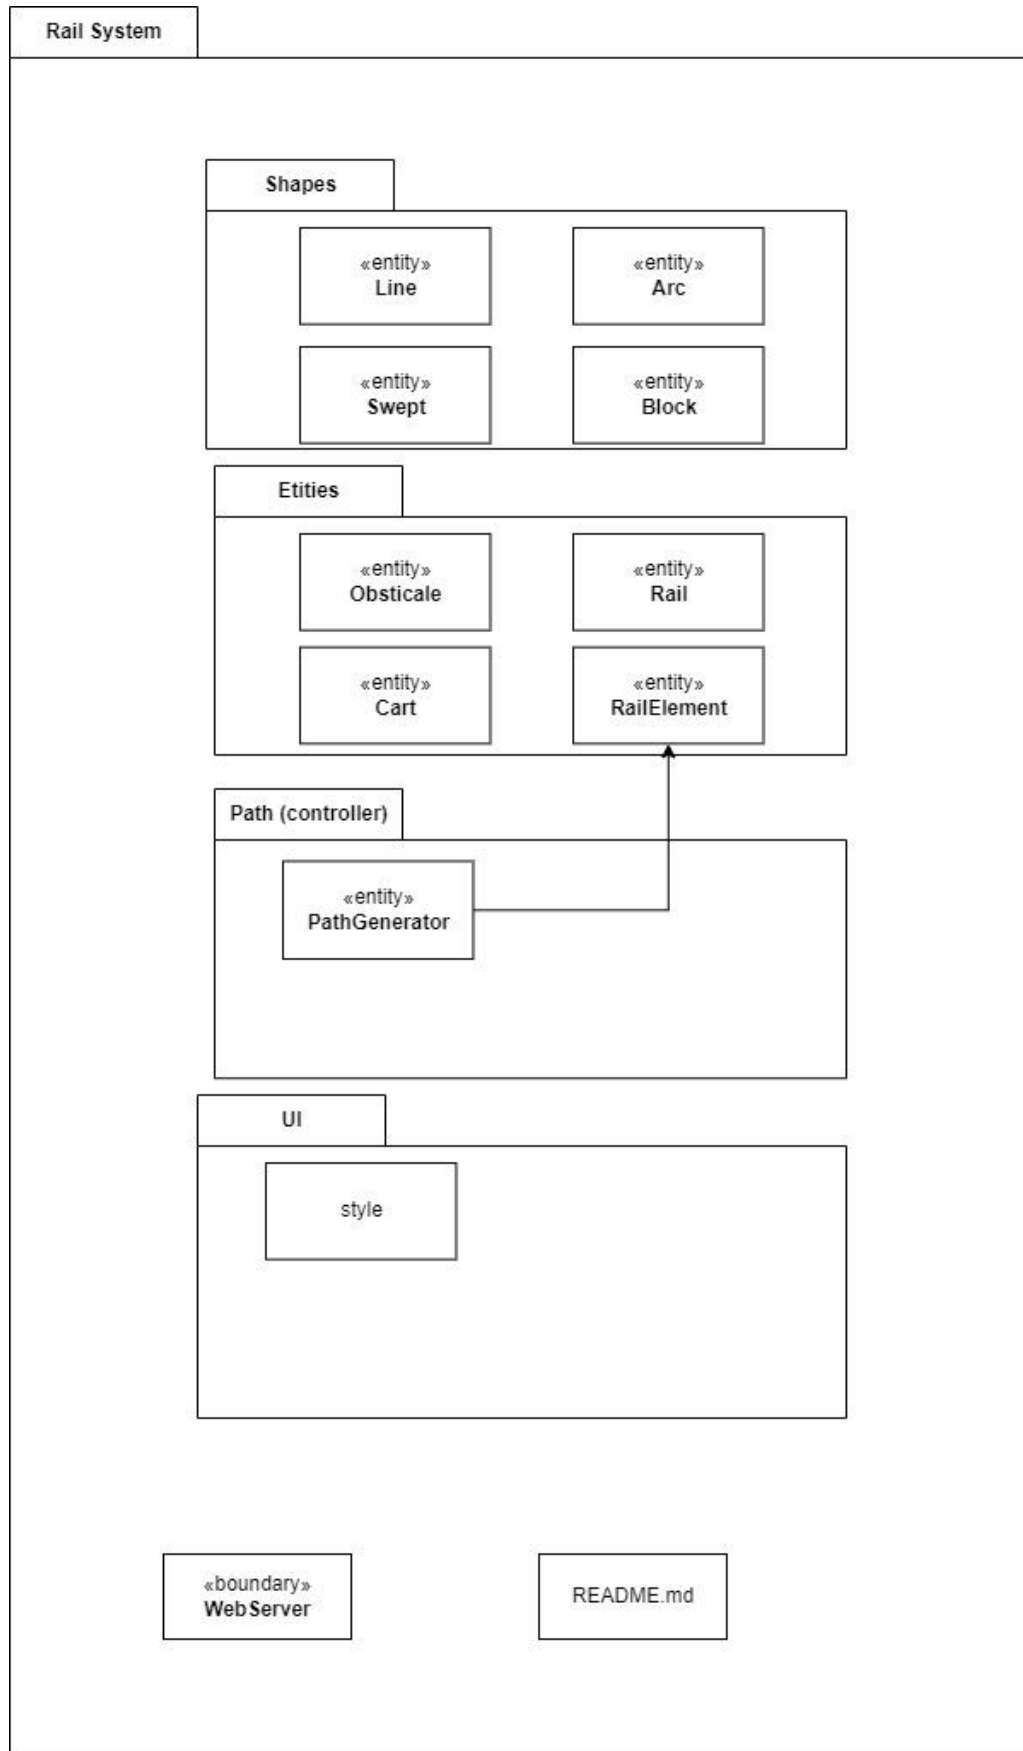 Rail System
Shapes
«entity»
Line
«entity»
Arc
«entity»
Swept
«entity»
Block
Etities
«entity»
Obsticale
«entity»
Rail
«entity»
Cart
«entity»
RailElement
Path (controller)
«entity»
PathGenerator
UI
style
«boundary»
WebServer
README.md